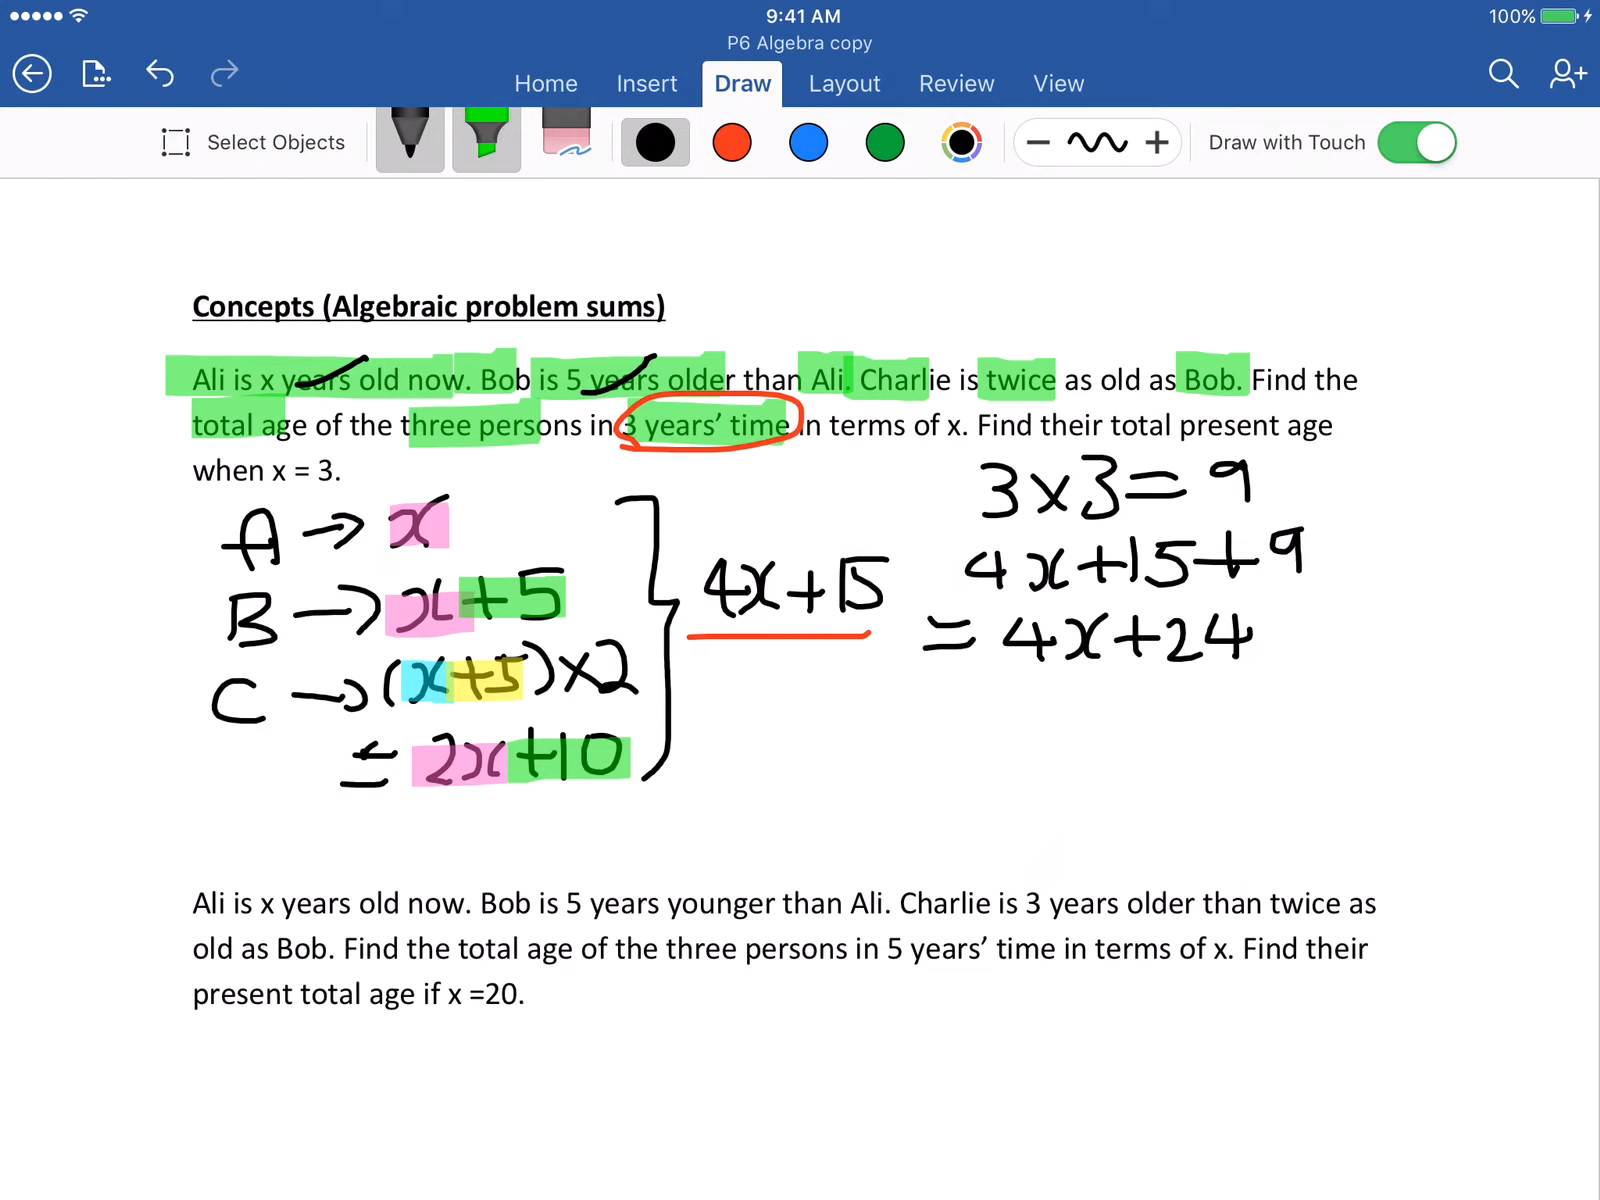 9:41 AM
100%
P6 Algebra copy
Home Insert Draw Layout Review View
Select Objects
Draw with Touch
Concepts (Algebraic problem sums)
Ali is x years old now. Bob is 5 years older than Ali. Charlie is twice as old as Bob. Find the
total age of the three persons in 3 years’ time in terms of x. Find their total present age
when x = 3.
A → x
B → x+5
C → (x+5)×2
= 2x+10
4x+15
3×3=9
4x+15+9
=4x+24
Ali is x years old now. Bob is 5 years younger than Ali. Charlie is 3 years older than twice as
old as Bob. Find the total age of the three persons in 5 years’ time in terms of x. Find their
present total age if x =20.